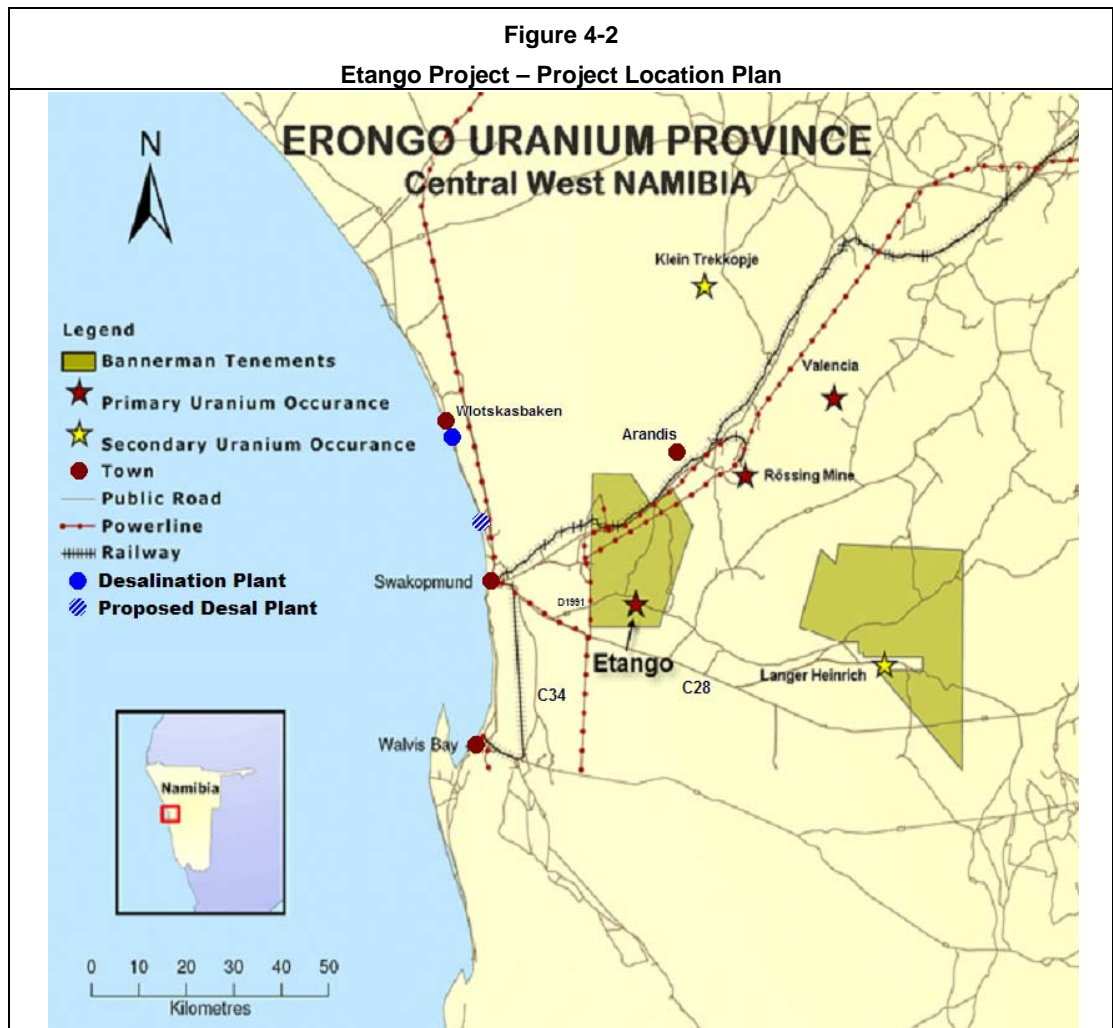 Figure 4-2
Etango Project – Project Location Plan
ERONGO URANIUM PROVINCE
Central West NAMIBIA
N
Klein Trekkopje
Legend
Bannerman Tenements
Primary Uranium Occurance
Secondary Uranium Occurance
Town
Public Road
Powerline
Railway
Desalination Plant
Proposed Desal Plant
Valencia
Wlotskasbaken
Arandis
Rössing Mine
Swakopmund
D1991
Etango
Langer Heinrich
C34
C28
Walvis Bay
Namibia
0 10 20 30 40 50
Kilometres